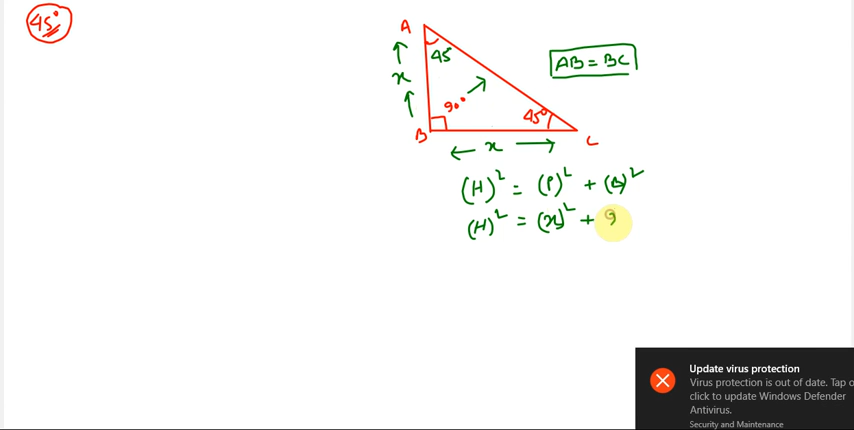 45°
A
45
x
AB = BC
90°
45°
B
x
C
(H)² = (P)² + (B)²
(H)² = (x)² +
Update virus protection
Virus protection is out of date. Tap o
click to update Windows Defender
Antivirus.
Security and Maintenance